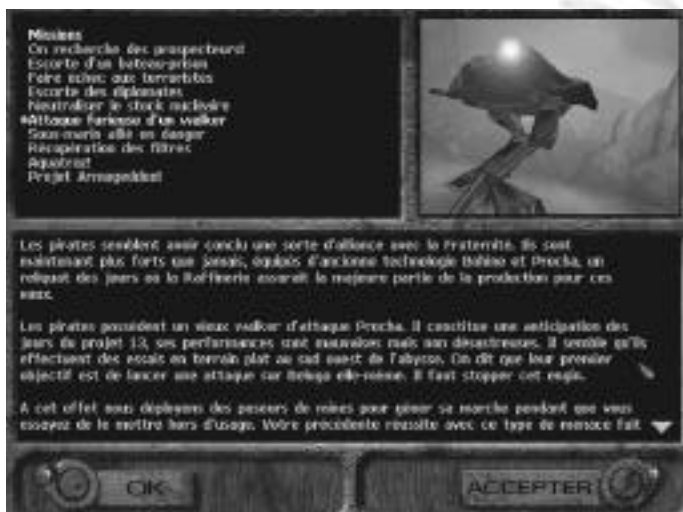 Missions
On recherche des prospecteurs!
Escorte d'un bateau-prison
Faire échec aux terroristes
Escorte des diplomates
Neutraliser le stock nucléaire
*Attaque furieuse d'un walker
Sous-marin allié en danger
Récupération des filtres
Aquatrax!
Projet Armageddon!
Les pirates semblent avoir conclu une sorte d'alliance avec la Fraternité. Ils sont
maintenant plus forts que jamais, équipés d'ancienne technologie Bohine et Procha, un
reliquat des jours ou la Raffinerie assurait la majeure partie de la production pour ces
eaux.
Les pirates possèdent un vieux walker d'attaque Procha. Il constitue une anticipation des
jours du projet 13, ses performances sont mauvaises mais non désastreuses. Il semble qu'ils
effectuent des essais en terrain plat au sud ouest de l'abysse. On dit que leur premier
objectif est de lancer une attaque sur Beluga elle-même. Il faut stopper cet engin.
A cet effet nous déployons des poseurs de mines pour gêner sa marche pendant que vous
essayez de le mettre hors d'usage. Votre précédente réussite avec ce type de menace fait
OK
ACCEPTER